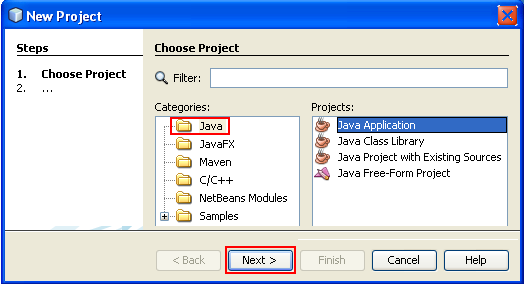 New Project
Steps
1. Choose Project
2. ...
Choose Project
Filter:
Categories:
Java
JavaFX
Maven
C/C++
NetBeans Modules
Samples
Projects:
Java Application
Java Class Library
Java Project with Existing Sources
Java Free-Form Project
< Back
Next >
Finish
Cancel
Help